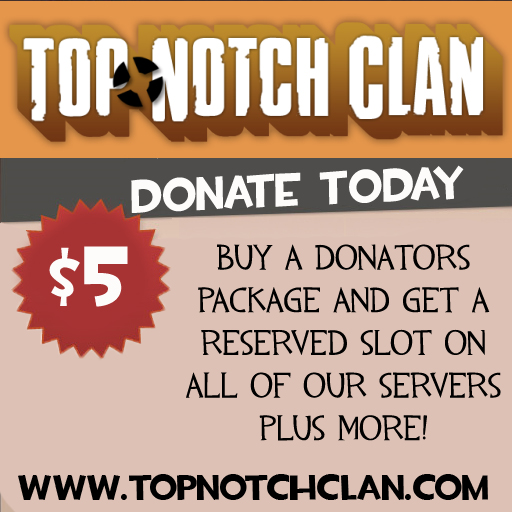 TOP NOTCH CLAN
DONATE TODAY
$5
BUY A DONATORS
PACKAGE AND GET A
RESERVED SLOT ON
ALL OF OUR SERVERS
PLUS MORE!
WWW.TOPNOTCHCLAN.COM